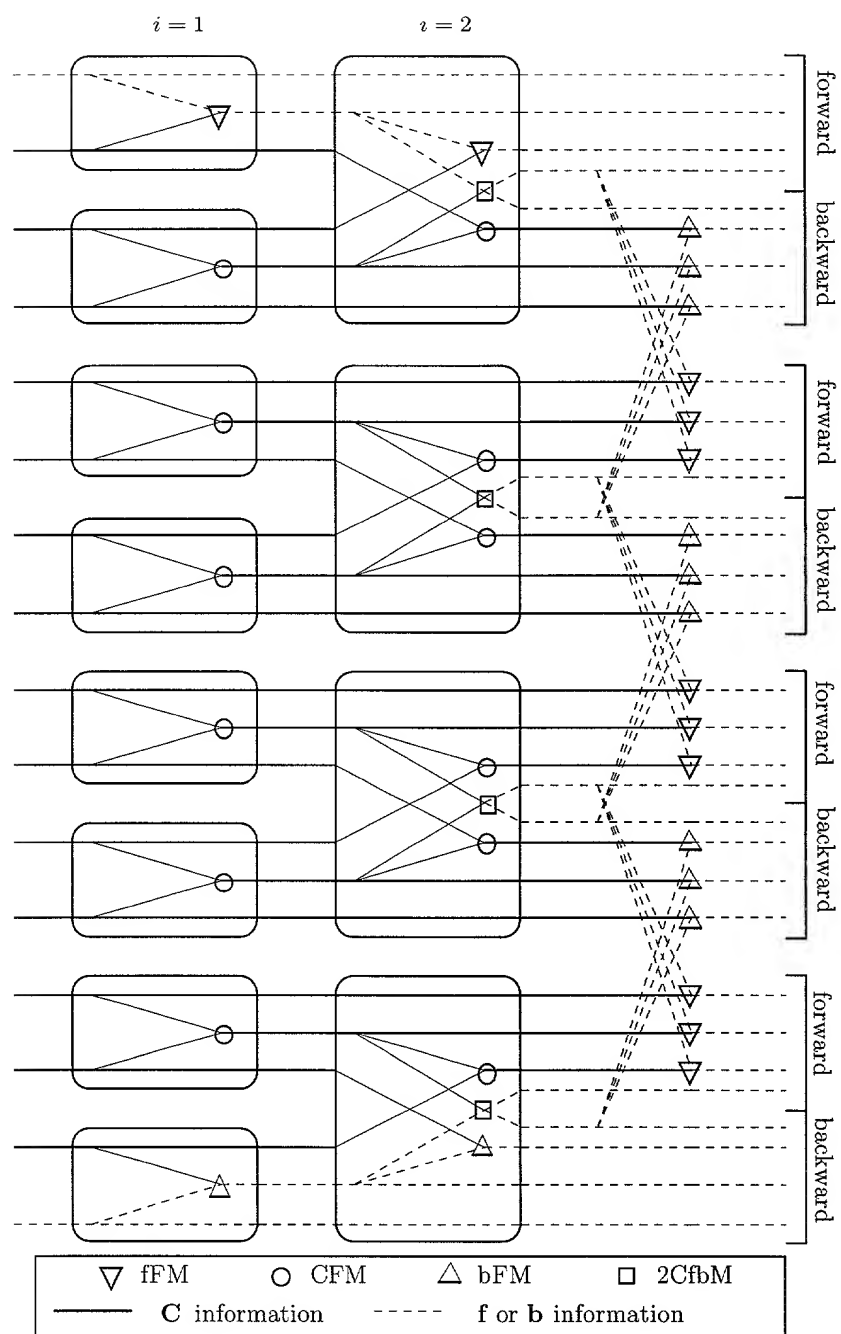 i = 1
ı = 2
forward
backward
forward
backward
forward
backward
forward
backward
fFM CFM bFM 2CfbM
C information f or b information